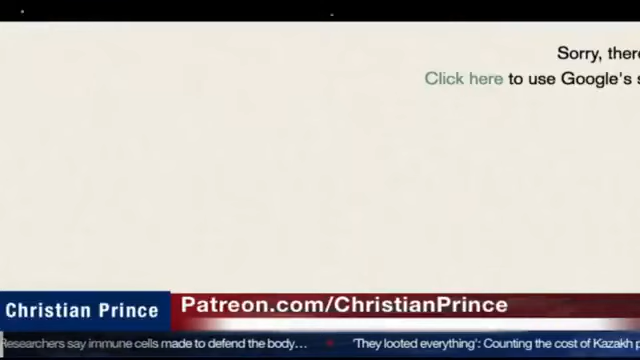 Sorry, there
Click here to use Google's s
Christian Prince
Patreon.com/ChristianPrince
Researchers say immune cells made to defend the body... 'They looted everything': Counting the cost of Kazakh p